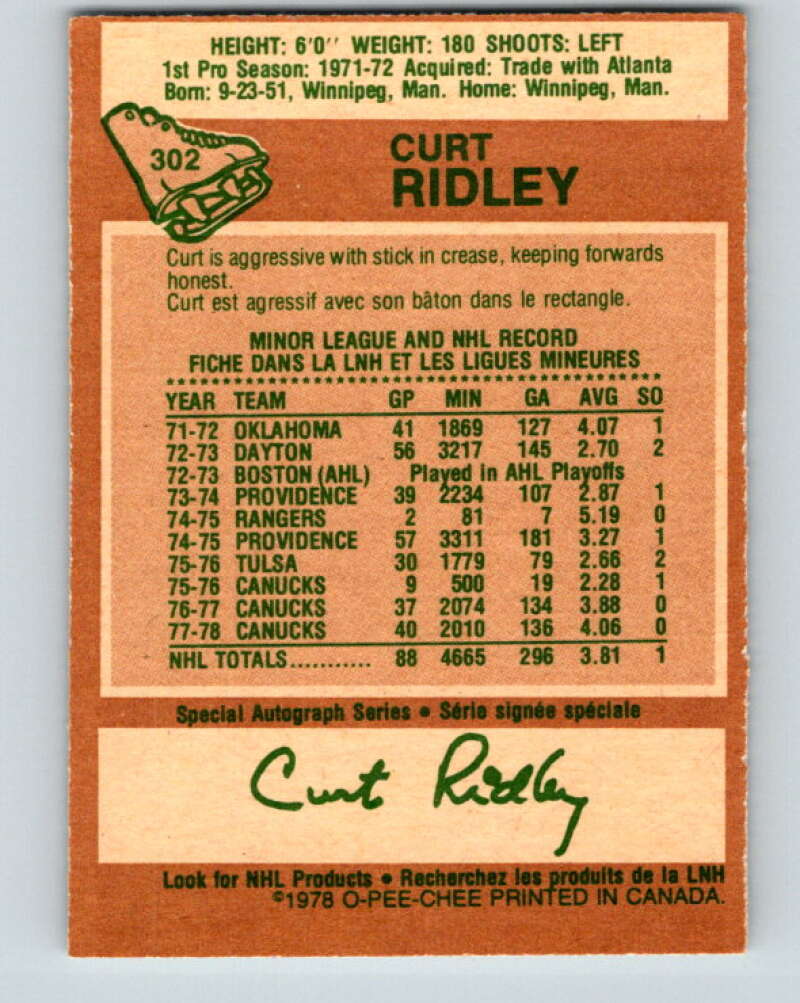 HEIGHT: 6'0'' WEIGHT: 180 SHOOTS: LEFT
1st Pro Season: 1971-72 Acquired: Trade with Atlanta
Born: 9-23-51, Winnipeg, Man. Home: Winnipeg, Man.
302
CURT
RIDLEY
Curt is aggressive with stick in crease, keeping forwards
honest.
Curt est agressif avec son bâton dans le rectangle.
MINOR LEAGUE AND NHL RECORD
FICHE DANS LA LNH ET LES LIGUES MINEURES
YEAR TEAM GP MIN GA AVG SO
71-72 OKLAHOMA 41 1869 127 4.07 1
72-73 DAYTON 56 3217 145 2.70 2
72-73 BOSTON (AHL) Played in AHL Playoffs
73-74 PROVIDENCE 39 2234 107 2.87 1
74-75 RANGERS 2 81 7 5.19 0
74-75 PROVIDENCE 57 3311 181 3.27 1
75-76 TULSA 30 1779 79 2.66 2
75-76 CANUCKS 9 500 19 2.28 1
76-77 CANUCKS 37 2074 134 3.88 0
77-78 CANUCKS 40 2010 136 4.06 0
NHL TOTALS........... 88 4665 296 3.81 1
Special Autograph Series • Série signée spéciale
Curt Ridley
Look for NHL Products • Recherchez les produits de la LNH
©1978 O-PEE-CHEE PRINTED IN CANADA.